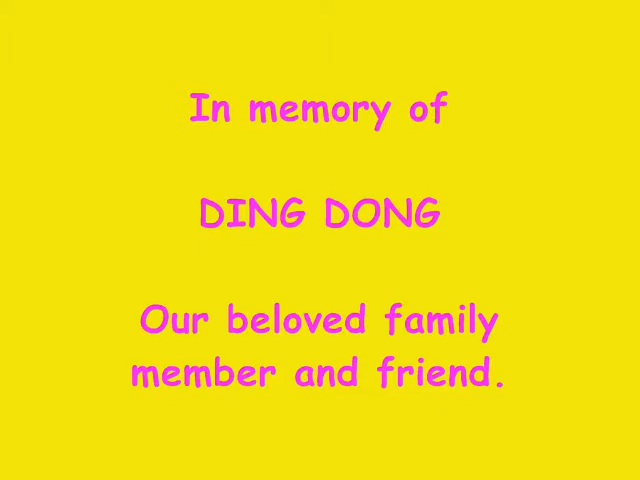 In memory of
DING DONG
Our beloved family
member and friend.